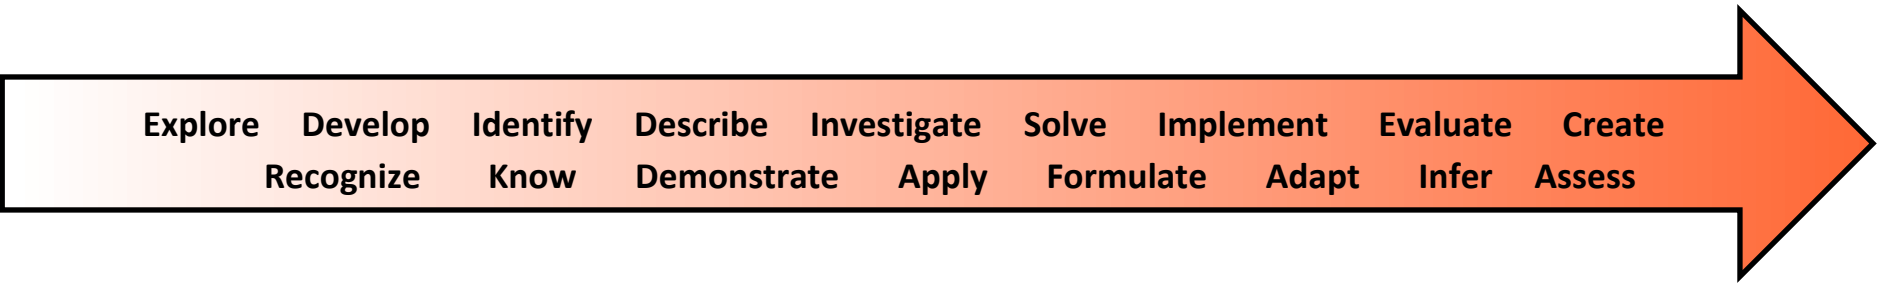 Explore Develop Identify Describe Investigate Solve Implement Evaluate Create
Recognize Know Demonstrate Apply Formulate Adapt Infer Assess